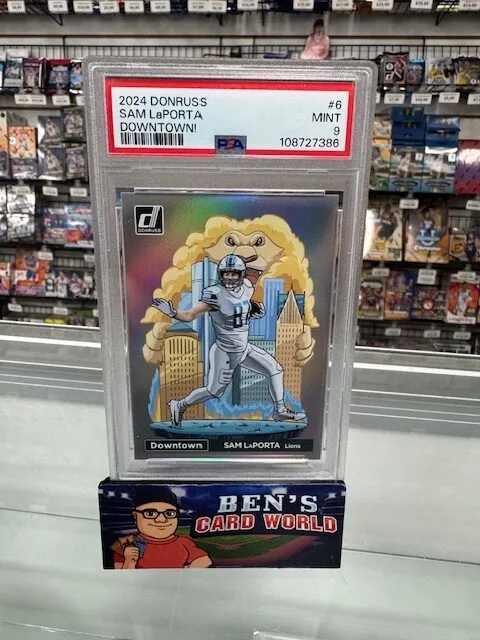 2024 DONRUSS
#6
SAM LaPORTA
MINT
DOWNTOWN!
9
PSA
108727386
d
DONRUSS
Downtown
SAM LaPORTA Lions
BEN'S
CARD WORLD